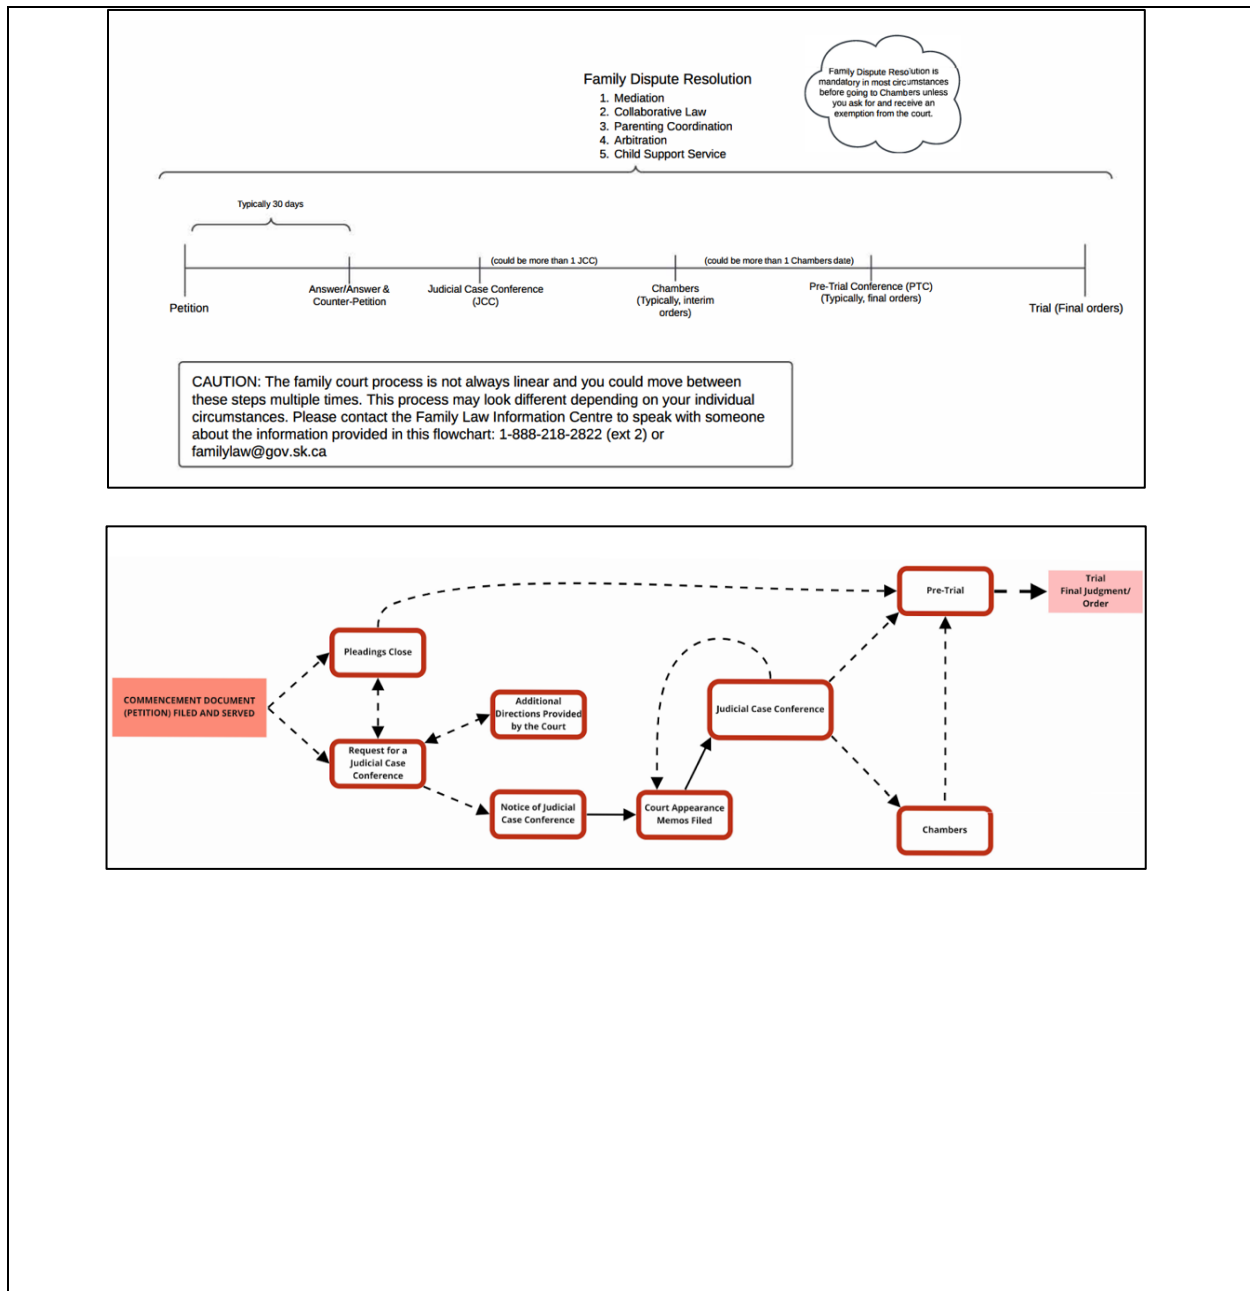 Family Dispute Resolution
1. Mediation
2. Collaborative Law
3. Parenting Coordination
4. Arbitration
5. Child Support Service
Family Dispute Resolution is
mandatory in most circumstances
before going to Chambers unless
you ask for and receive an
exemption from the court.
Typically 30 days
(could be more than 1 JCC)
(could be more than 1 Chambers date)
Petition
Answer/Answer &
Counter-Petition
Judicial Case Conference
(JCC)
Chambers
(Typically, interim
orders)
Pre-Trial Conference (PTC)
(Typically, final orders)
Trial (Final orders)
CAUTION: The family court process is not always linear and you could move between
these steps multiple times. This process may look different depending on your individual
circumstances. Please contact the Family Law Information Centre to speak with someone
about the information provided in this flowchart: 1-888-218-2822 (ext 2) or
familylaw@gov.sk.ca
COMMENCEMENT DOCUMENT
(PETITION) FILED AND SERVED
Pleadings Close
Request for a
Judicial Case
Conference
Additional
Directions Provided
by the Court
Notice of Judicial
Case Conference
Court Appearance
Memos Filed
Judicial Case Conference
Pre-Trial
Chambers
Trial
Final Judgment/
Order